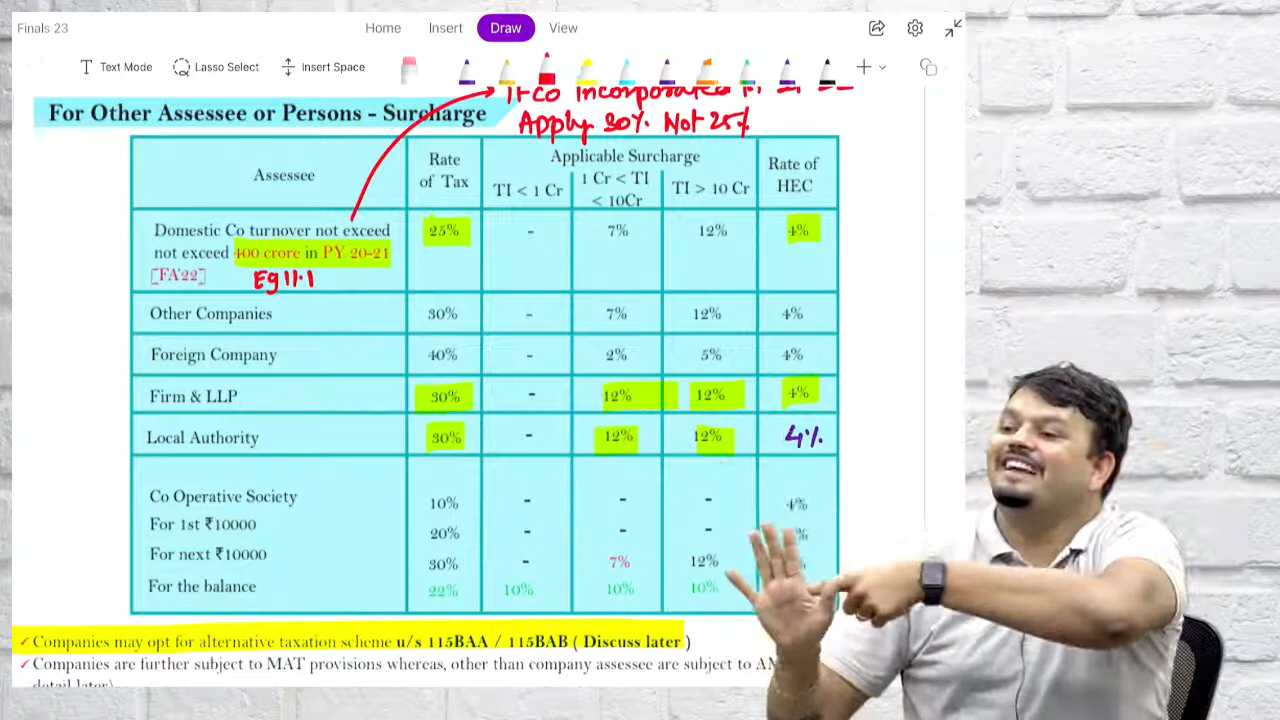 Finals 23
Home Insert Draw View
Text Mode Lasso Select Insert Space
If Co Incorporated
Apply 30% Not 25%
For Other Assessee or Persons - Surcharge
Assessee
Rate of Tax
Applicable Surcharge
TI < 1 Cr
1 Cr < TI < 10Cr
TI > 10 Cr
Rate of HEC
Domestic Co turnover not exceed 25% - 7% 12% 4%
not exceed 400 crore in PY 20-21
[FA'22] Eg 11.1
Other Companies 30% - 7% 12% 4%
Foreign Company 40% - 2% 5% 4%
Firm & LLP 30% - 12% 12% 4%
Local Authority 30% - 12% 12% 4%
Co Operative Society
For 1st ₹10000 10% - - - 4%
For next ₹10000 20% - - - %
For the balance 30% - 7% 12%
22% 10% 10% 10%
✓ Companies may opt for alternative taxation scheme u/s 115BAA / 115BAB ( Discuss later )
✓ Companies are further subject to MAT provisions whereas, other than company assessee are subject to
detail later)